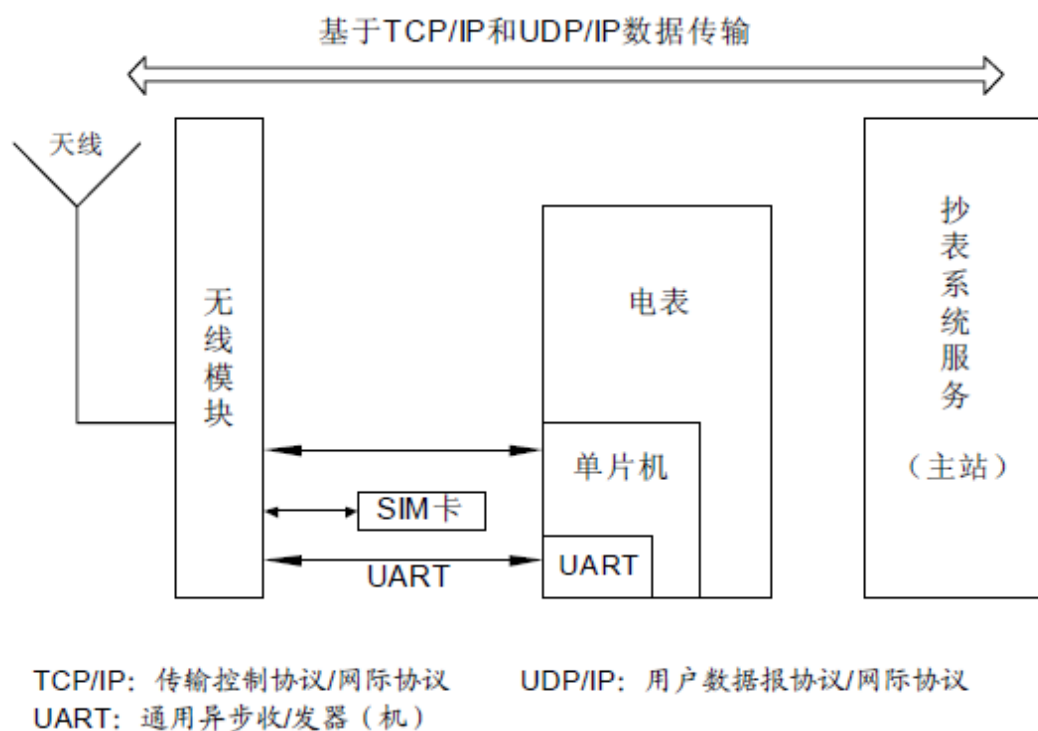 基于TCP/IP和UDP/IP数据传输
天线
无线模块
电表
抄表系统服务
（主站）
单片机
SIM卡
UART
UART
TCP/IP：传输控制协议/网际协议
UDP/IP：用户数据报协议/网际协议
UART：通用异步收/发器（机）